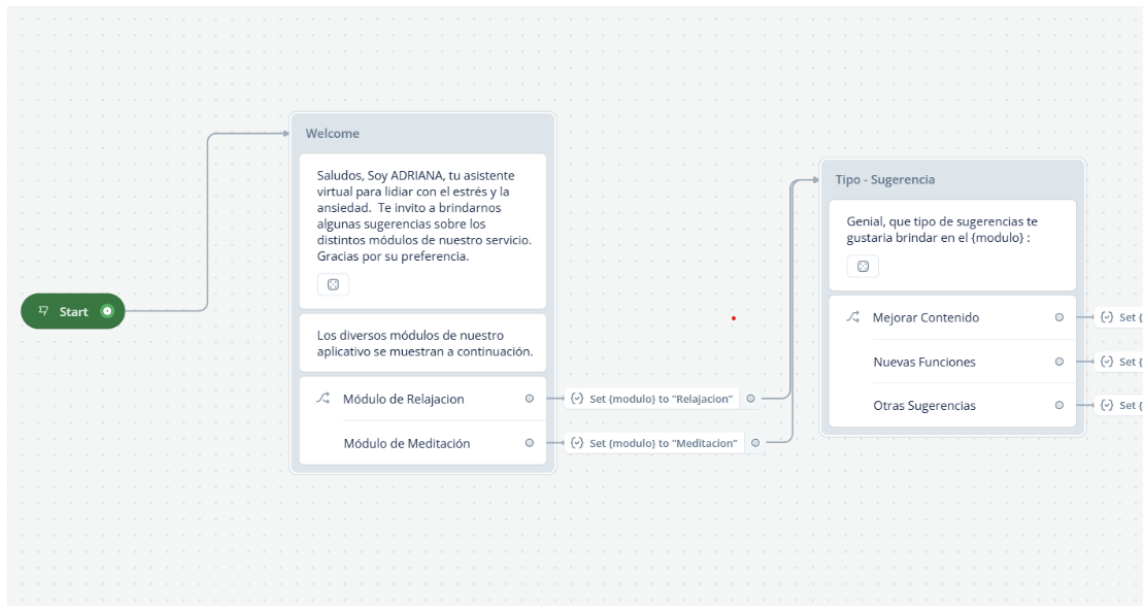 Start
Welcome
Saludos, Soy ADRIANA, tu asistente
virtual para lidiar con el estrés y la
ansiedad.  Te invito a brindarnos
algunas sugerencias sobre los
distintos módulos de nuestro servicio.
Gracias por su preferencia.
Los diversos módulos de nuestro
aplicativo se muestran a continuación.
Módulo de Relajacion
Set {modulo} to "Relajacion"
Módulo de Meditación
Set {modulo} to "Meditacion"
Tipo - Sugerencia
Genial, que tipo de sugerencias te
gustaria brindar en el {modulo} :
Mejorar Contenido
Set {
Nuevas Funciones
Set {
Otras Sugerencias
Set {